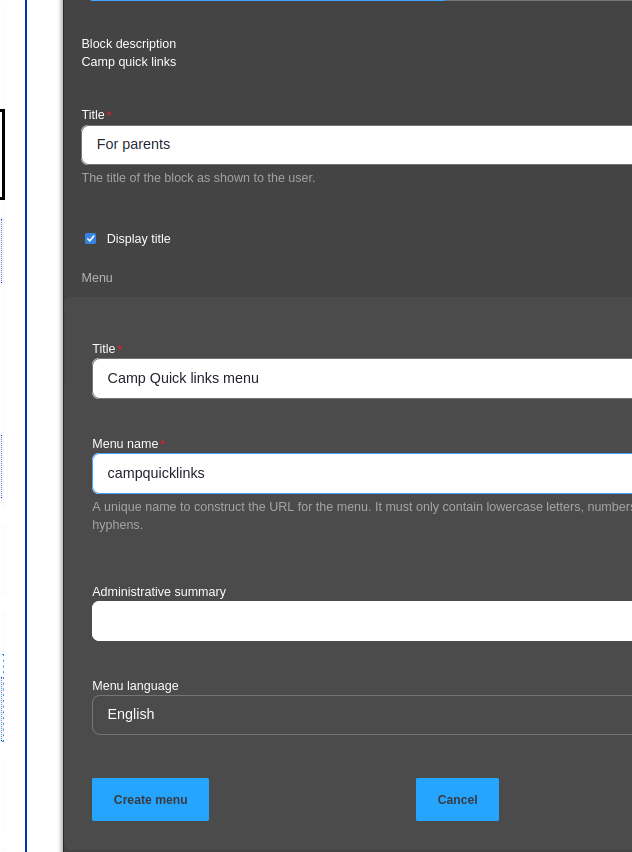 Block description
Camp quick links
Title*
For parents
The title of the block as shown to the user.
Display title
Menu
Title*
Camp Quick links menu
Menu name*
campquicklinks
A unique name to construct the URL for the menu. It must only contain lowercase letters, numbers
hyphens.
Administrative summary
Menu language
English
Create menu
Cancel